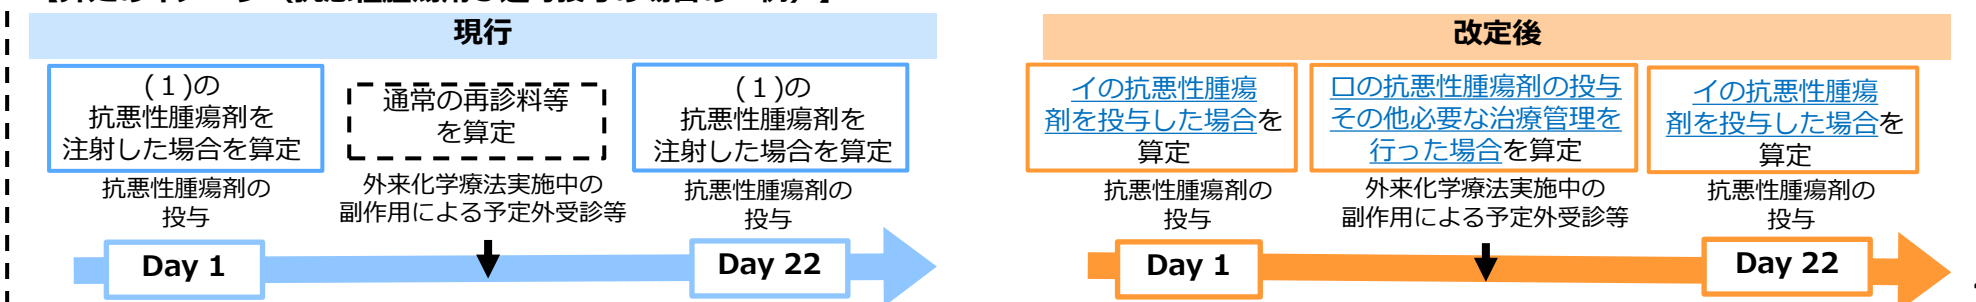 現行
(１)の
抗悪性腫瘍剤を
注射した場合を算定
通常の再診料等
を算定
(１)の
抗悪性腫瘍剤を
注射した場合を算定
抗悪性腫瘍剤の
投与
外来化学療法実施中の
副作用による予定外受診等
抗悪性腫瘍剤の
投与
Day 1
Day 22
改定後
イの抗悪性腫瘍
剤を投与した場合を
算定
ロの抗悪性腫瘍剤の投与
その他必要な治療管理を
行った場合を算定
イの抗悪性腫瘍
剤を投与した場合を
算定
抗悪性腫瘍剤の
投与
外来化学療法実施中の
副作用による予定外受診等
抗悪性腫瘍剤の
投与
Day 1
Day 22